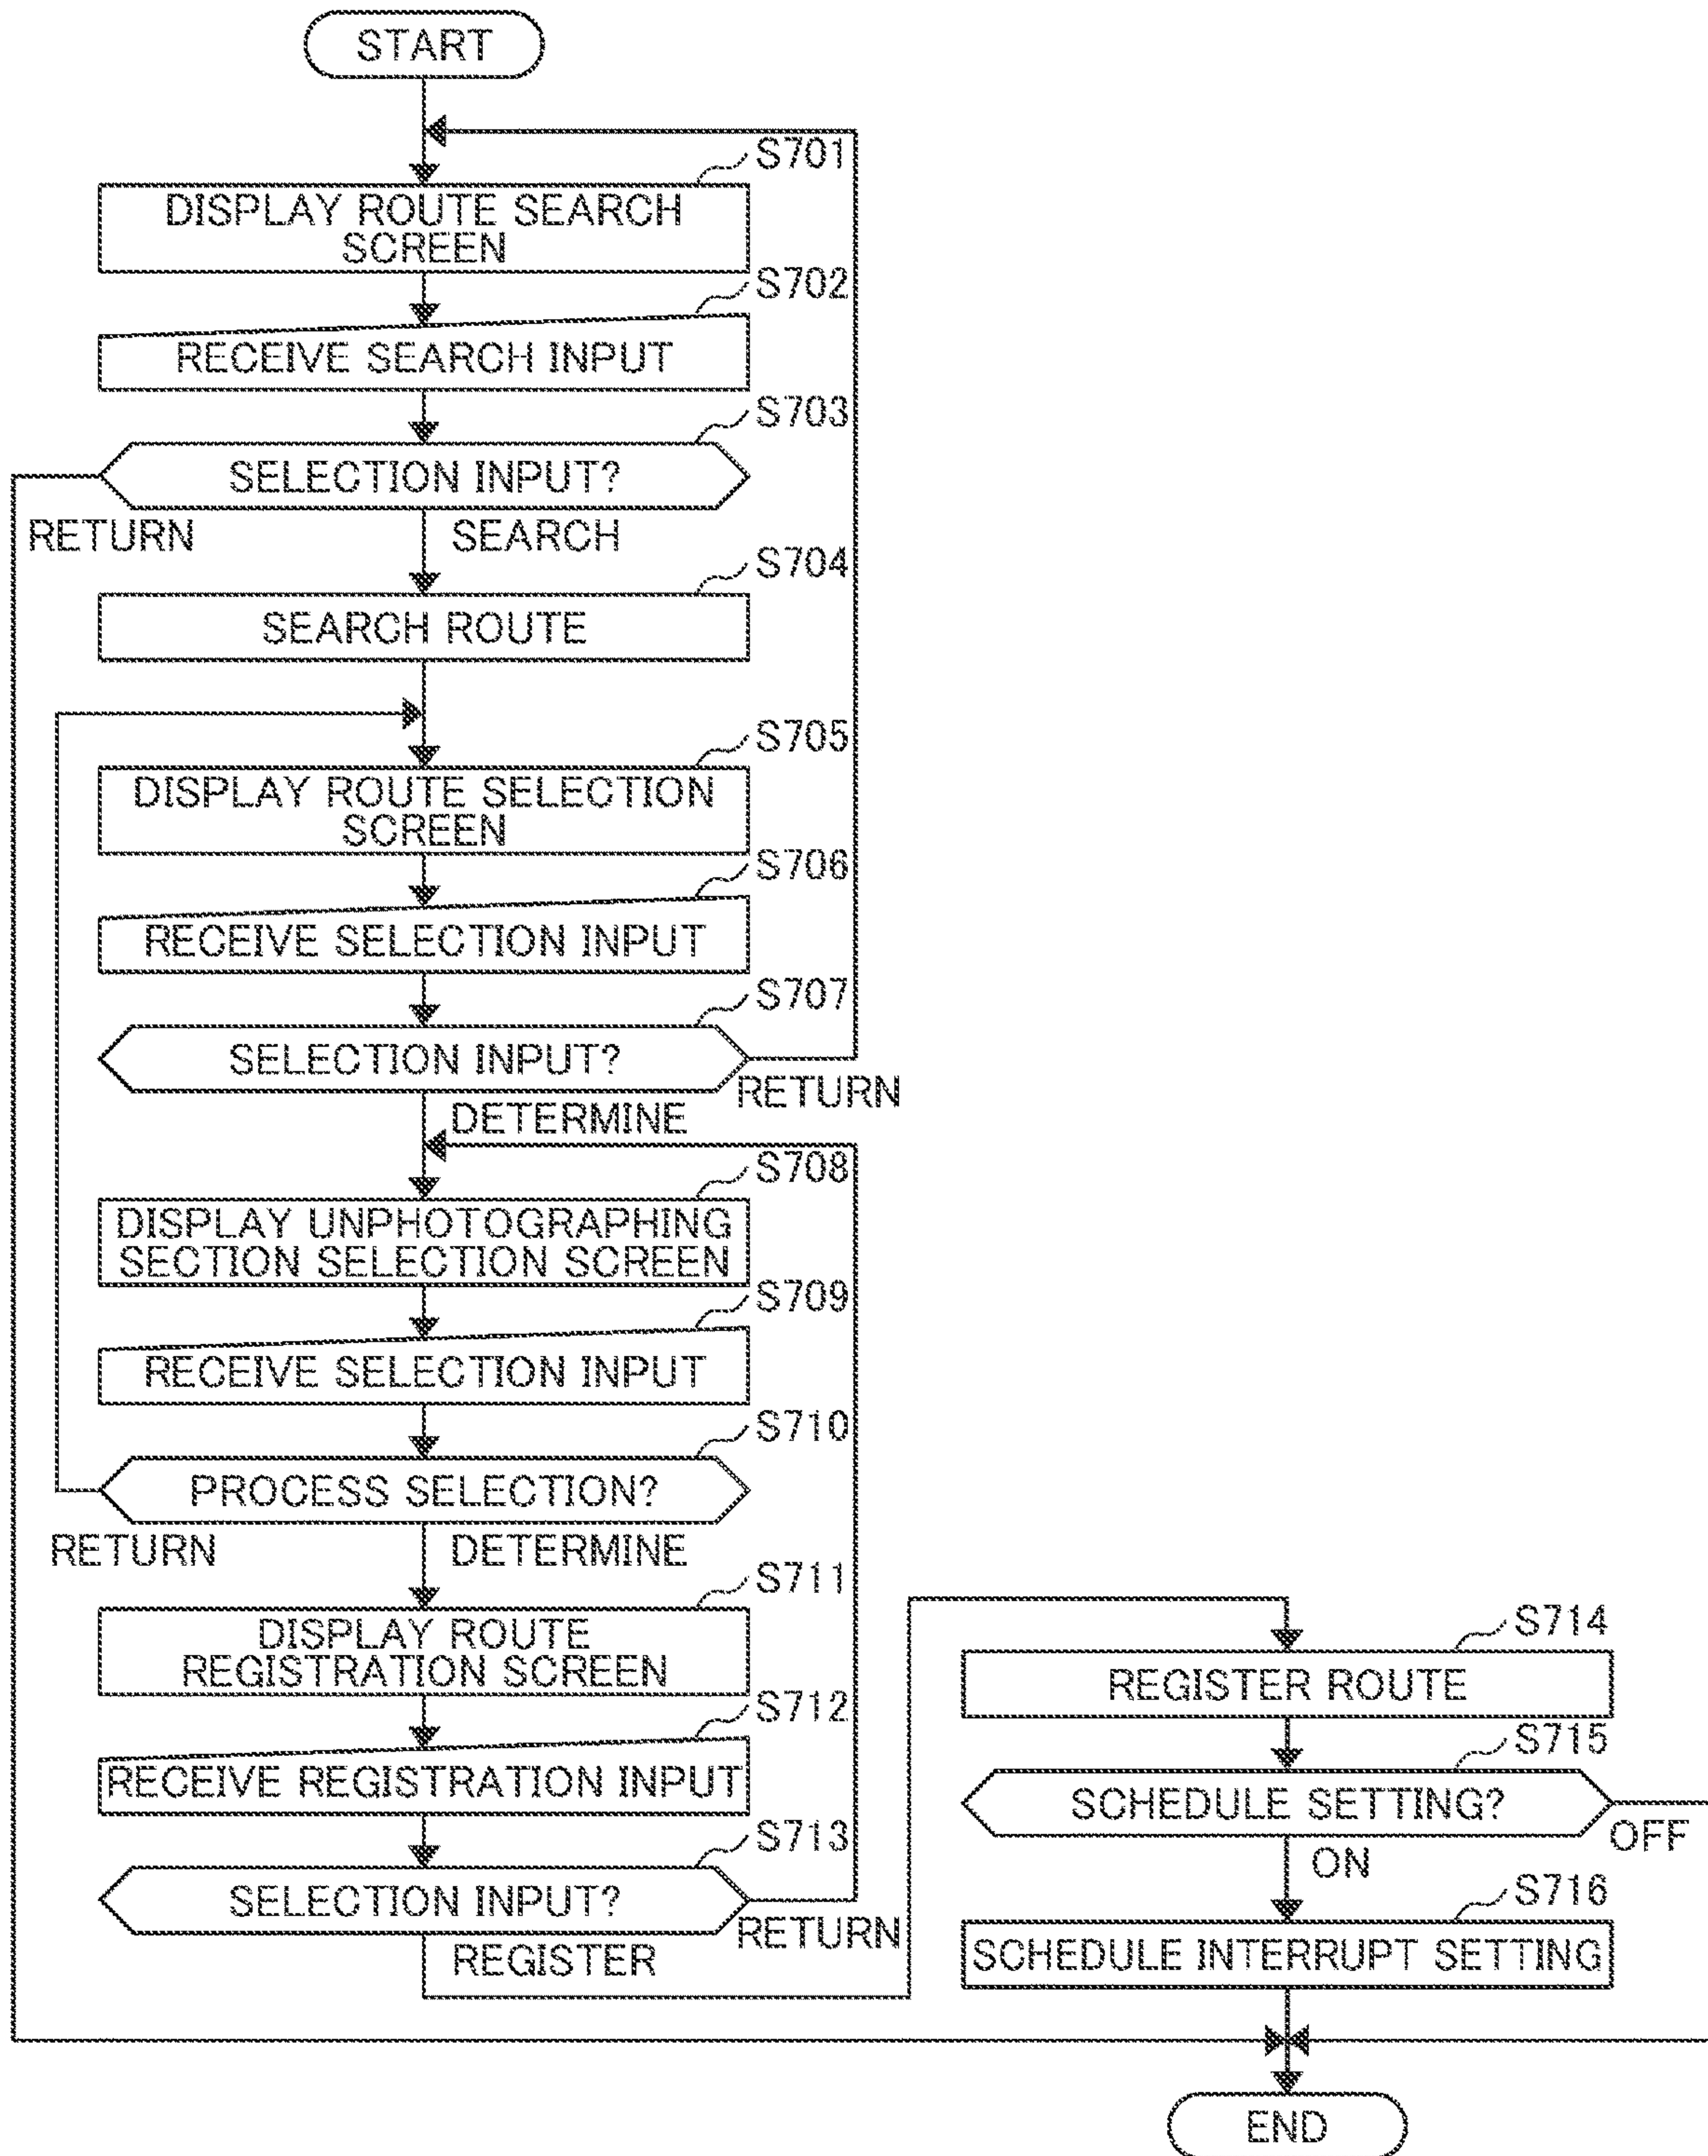 START
S701
DISPLAY ROUTE SEARCH
SCREEN
S702
RECEIVE SEARCH INPUT
S703
SELECTION INPUT?
RETURN
SEARCH
S704
SEARCH ROUTE
S705
DISPLAY ROUTE SELECTION
SCREEN
S706
RECEIVE SELECTION INPUT
S707
SELECTION INPUT?
RETURN
DETERMINE
S708
DISPLAY UNPHOTOGRAPHING
SECTION SELECTION SCREEN
S709
RECEIVE SELECTION INPUT
S710
PROCESS SELECTION?
RETURN
DETERMINE
S711
DISPLAY ROUTE
REGISTRATION SCREEN
S712
RECEIVE REGISTRATION INPUT
S713
SELECTION INPUT?
RETURN
REGISTER
S714
REGISTER ROUTE
S715
SCHEDULE SETTING?
OFF
ON
S716
SCHEDULE INTERRUPT SETTING
END